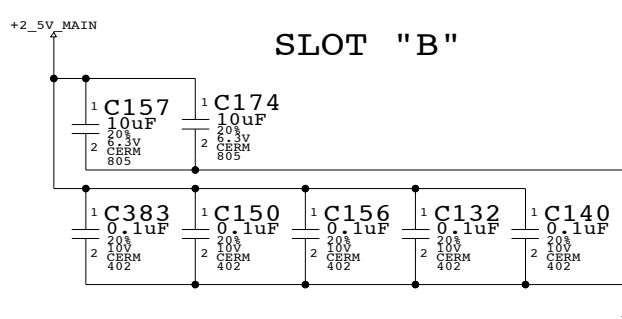 +2_5V_MAIN
SLOT "B"
1 C157
10uF
20%
6.3V
2 CERM
805
1 C174
10uF
20%
6.3V
2 CERM
805
1 C383
0.1uF
20%
10V
2 CERM
402
1 C150
0.1uF
20%
10V
2 CERM
402
1 C156
0.1uF
20%
10V
2 CERM
402
1 C132
0.1uF
20%
10V
2 CERM
402
1 C140
0.1uF
20%
10V
2 CERM
402